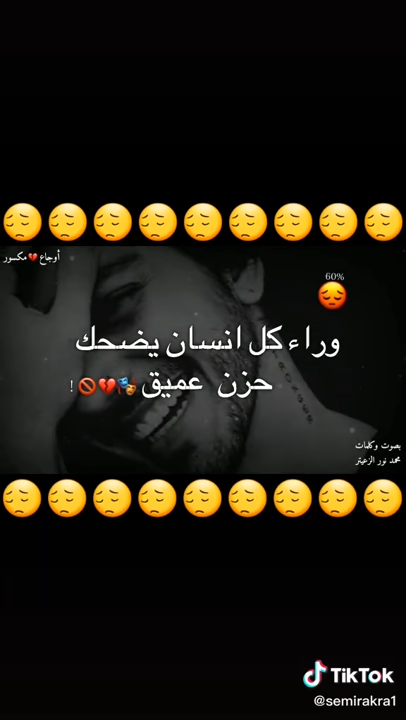 أوجاع💔مكسور
60%
وراء كل انسان يضحك
حزن عميق 🎭💔🚫!
بصوت وكلمات
محمد نور الزعيتر
TikTok
@semirakra1